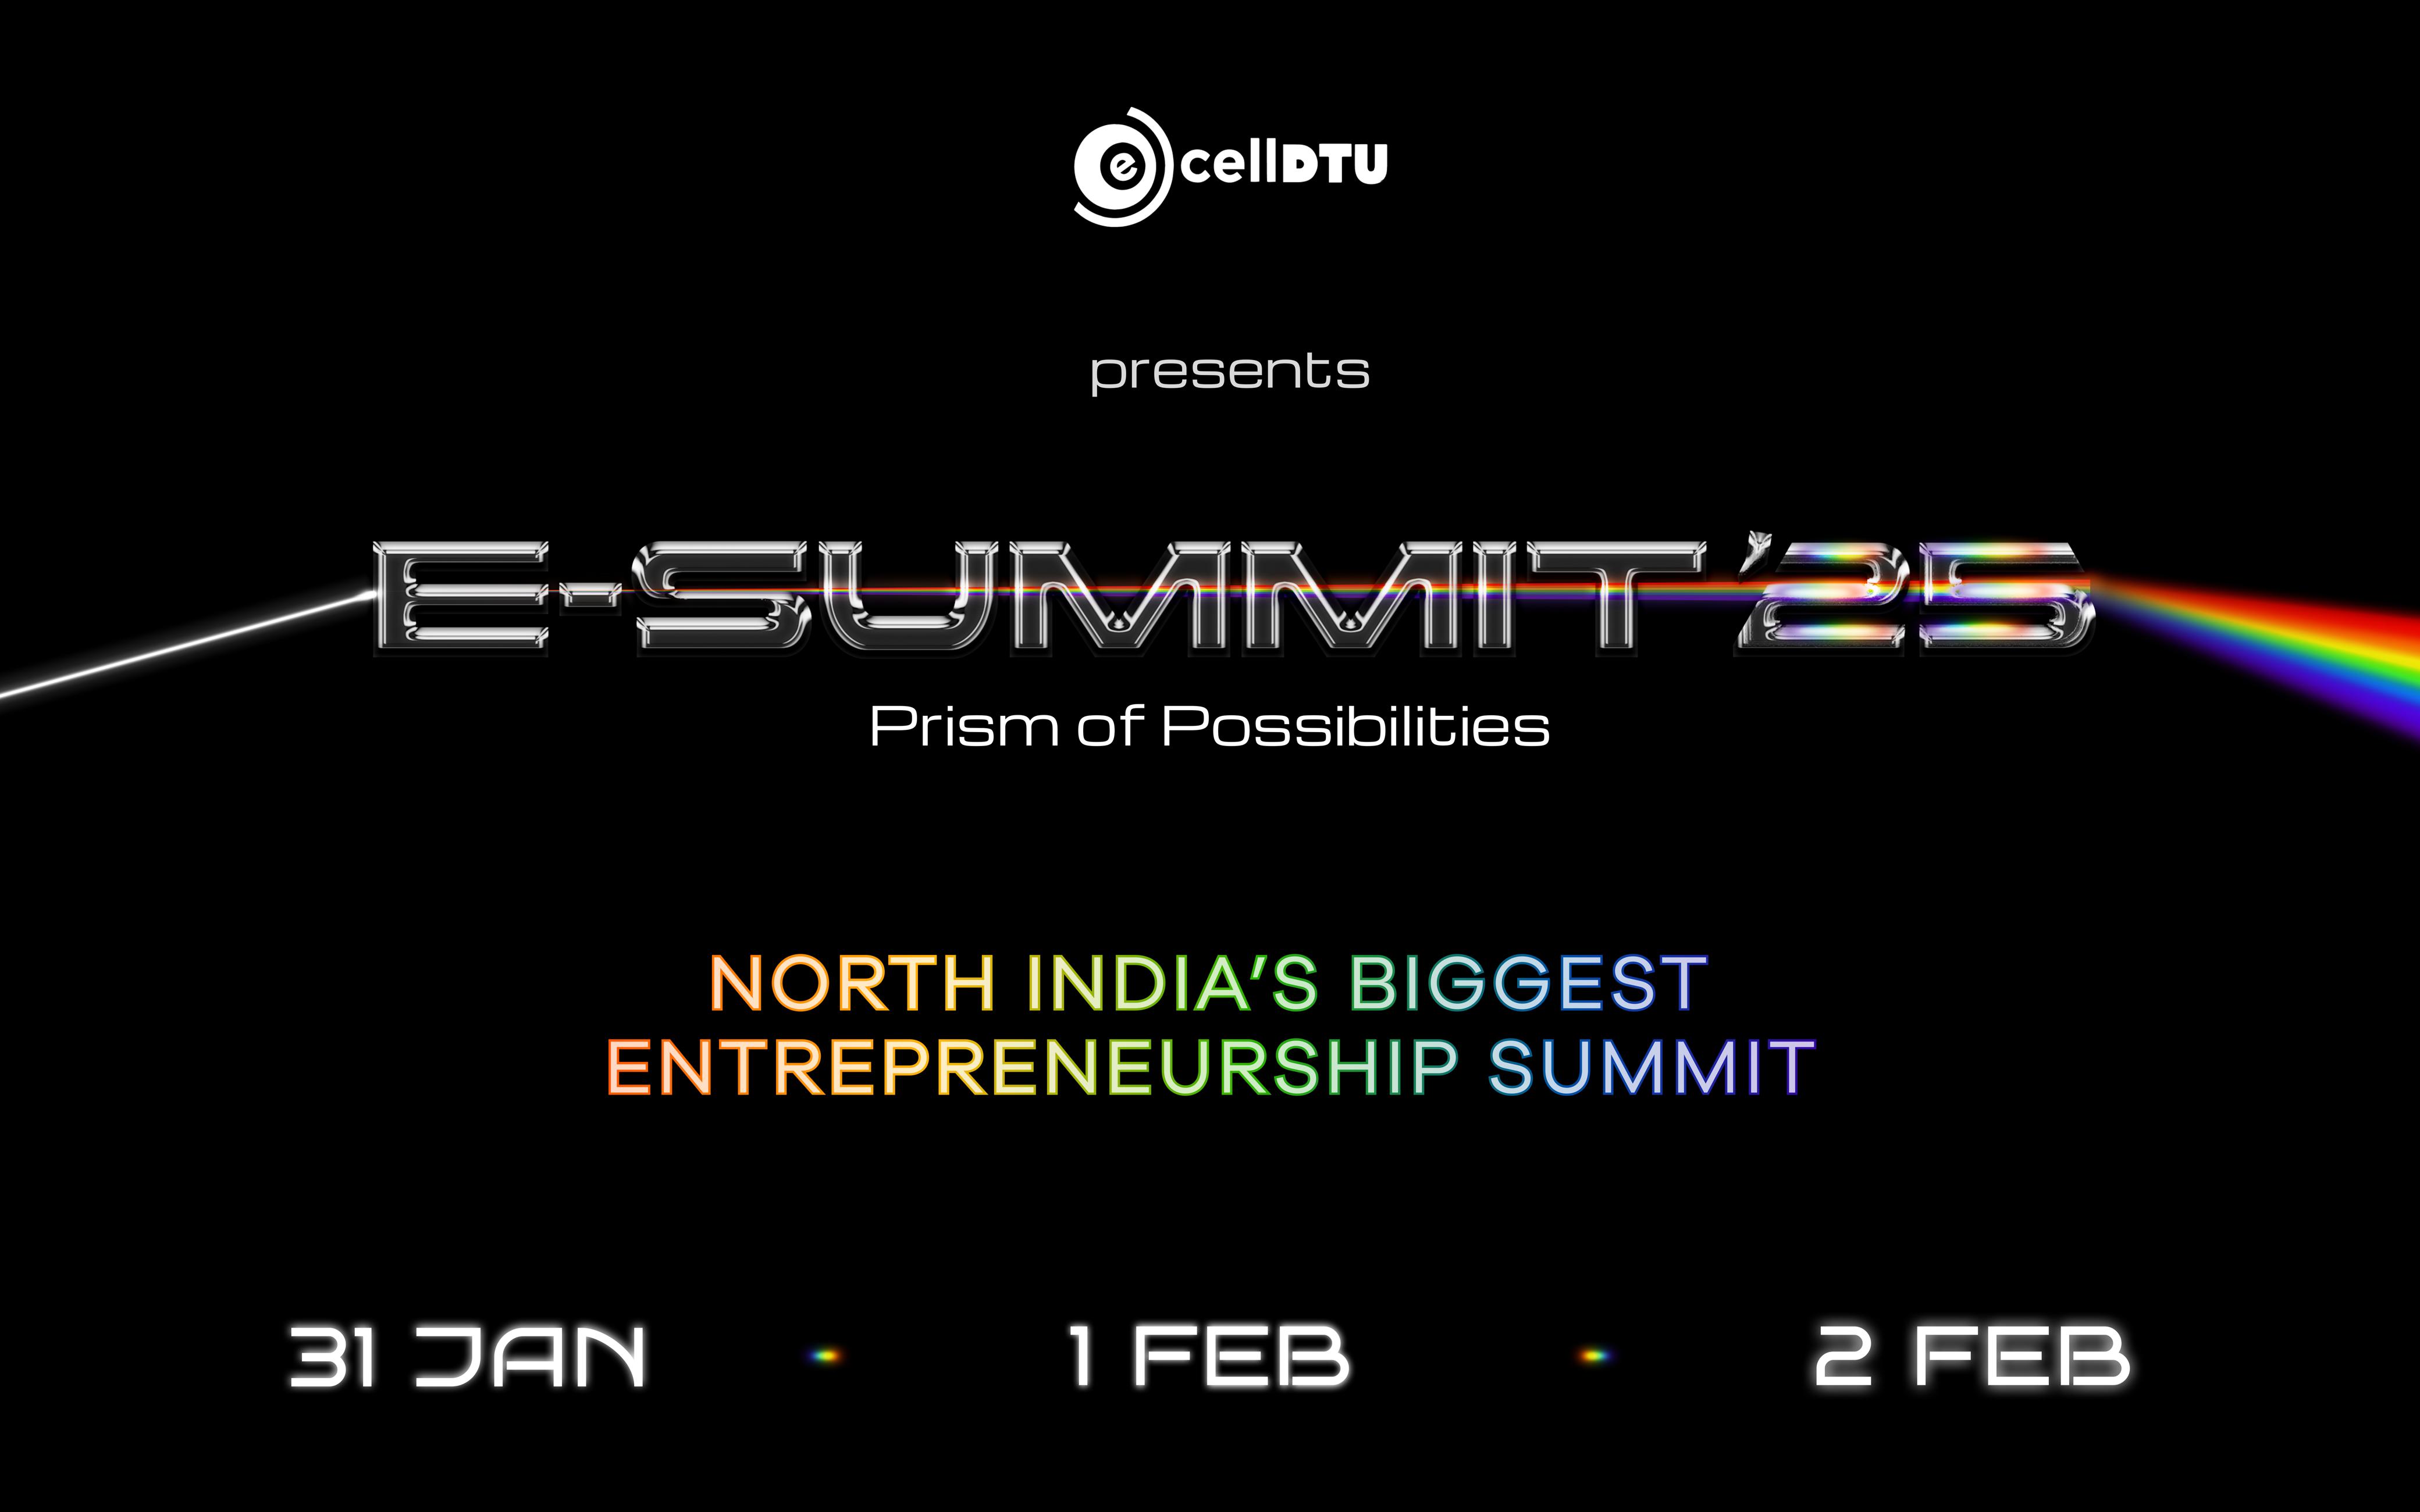 e cellDTU
presents
E-SUMMIT '25
Prism of Possibilities
NORTH INDIA'S BIGGEST
ENTREPRENEURSHIP SUMMIT
31 JAN 1 FEB 2 FEB